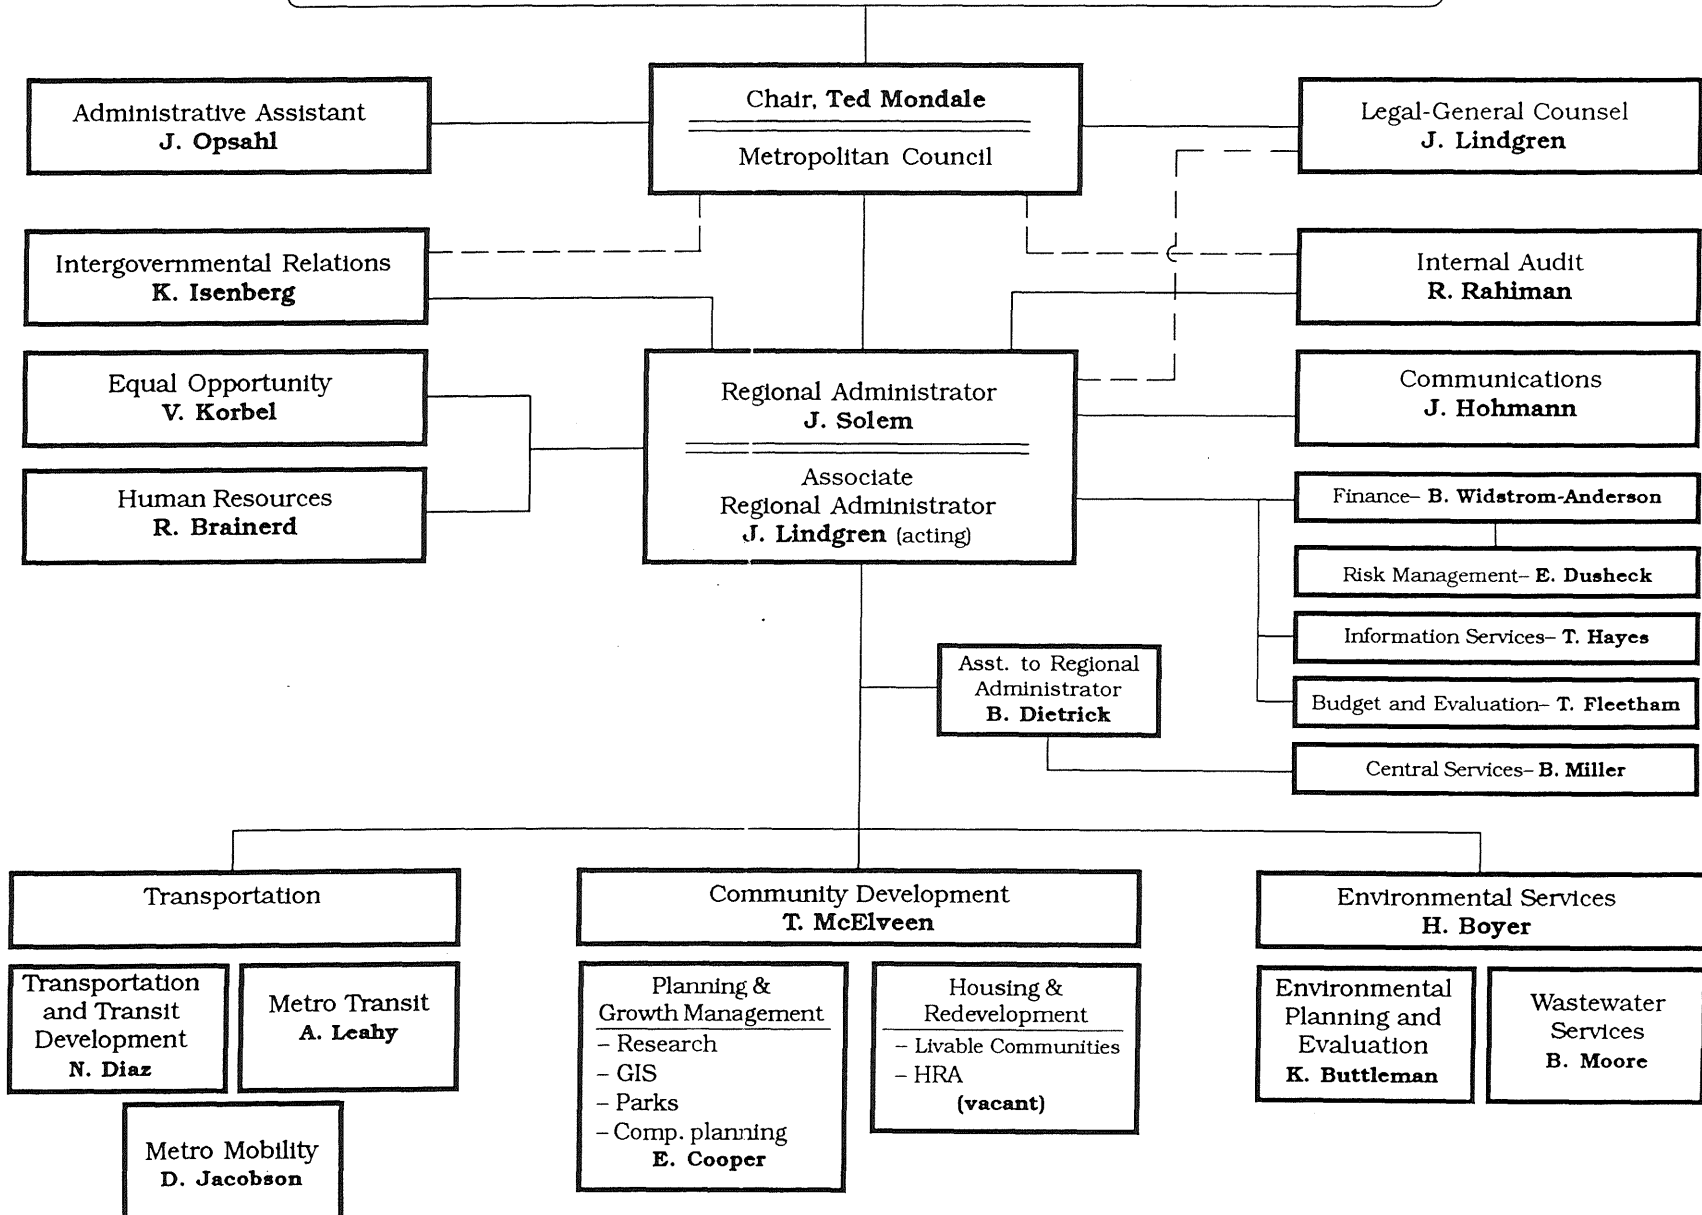 Administrative Assistant
J. Opsahl
Chair, Ted Mondale
Metropolitan Council
Legal-General Counsel
J. Lindgren
Intergovernmental Relations
K. Isenberg
Internal Audit
R. Rahiman
Equal Opportunity
V. Korbel
Human Resources
R. Brainerd
Regional Administrator
J. Solem
Associate
Regional Administrator
J. Lindgren (acting)
Communications
J. Hohmann
Finance– B. Widstrom-Anderson
Risk Management– E. Dusheck
Information Services– T. Hayes
Budget and Evaluation– T. Fleetham
Central Services– B. Miller
Asst. to Regional
Administrator
B. Dietrick
Transportation
Transportation
and Transit
Development
N. Diaz
Metro Transit
A. Leahy
Metro Mobility
D. Jacobson
Community Development
T. McElveen
Planning &
Growth Management
– Research
– GIS
– Parks
– Comp. planning
E. Cooper
Housing &
Redevelopment
– Livable Communities
– HRA
(vacant)
Environmental Services
H. Boyer
Environmental
Planning and
Evaluation
K. Buttleman
Wastewater
Services
B. Moore